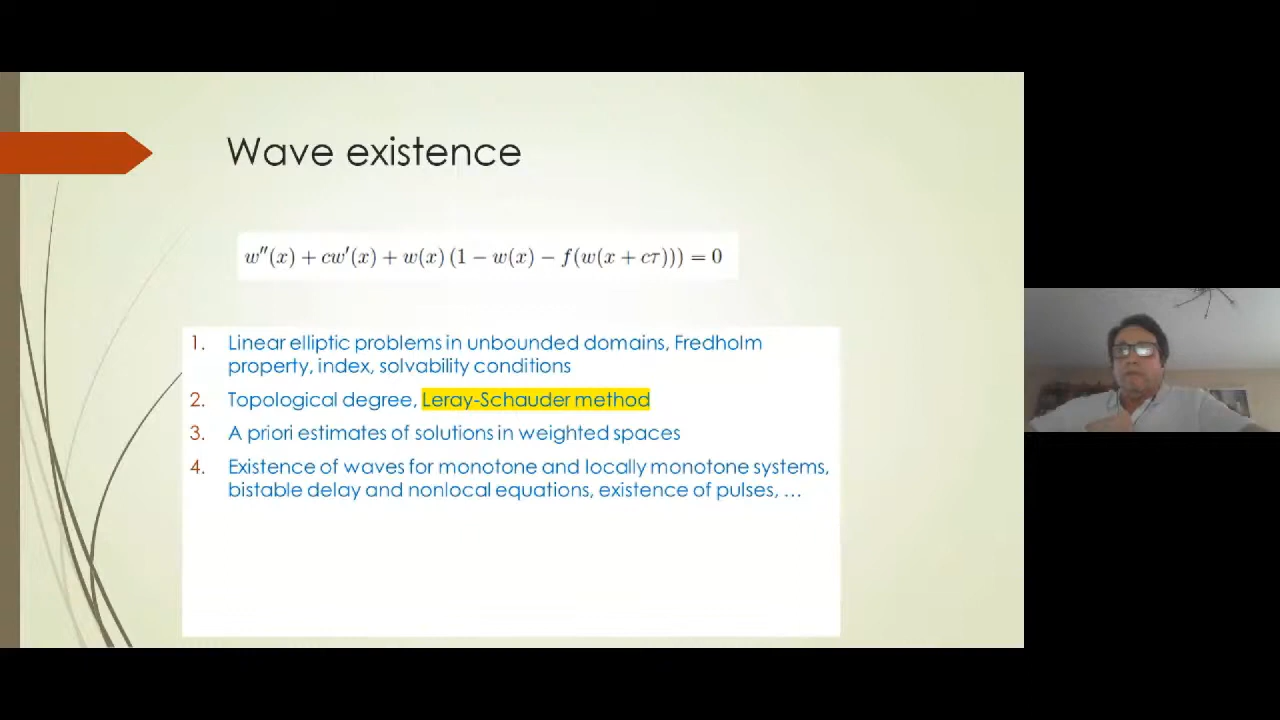 Wave existence
w″(x) + cw′(x) + w(x) (1 − w(x) − f(w(x + cτ))) = 0
1. Linear elliptic problems in unbounded domains, Fredholm
property, index, solvability conditions
2. Topological degree, Leray-Schauder method
3. A priori estimates of solutions in weighted spaces
4. Existence of waves for monotone and locally monotone systems,
bistable delay and nonlocal equations, existence of pulses, …